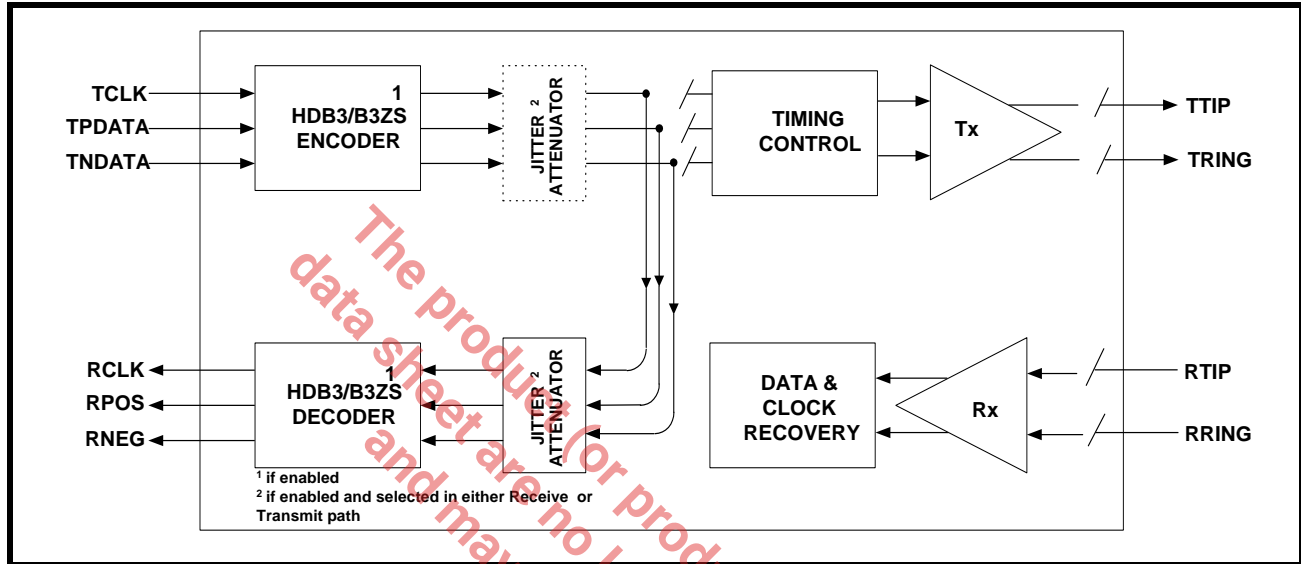 TCLK
TPDATA
TNDATA
1
HDB3/B3ZS
ENCODER
JITTER 2
ATTENUATOR
TIMING
CONTROL
Tx
TTIP
TRING
RCLK
RPOS
RNEG
1
HDB3/B3ZS
DECODER
JITTER 2
ATTENUATOR
DATA &
CLOCK
RECOVERY
Rx
RTIP
RRING
1 if enabled
2 if enabled and selected in either Receive or
Transmit path
The product (or prod
data sheet are no
and may